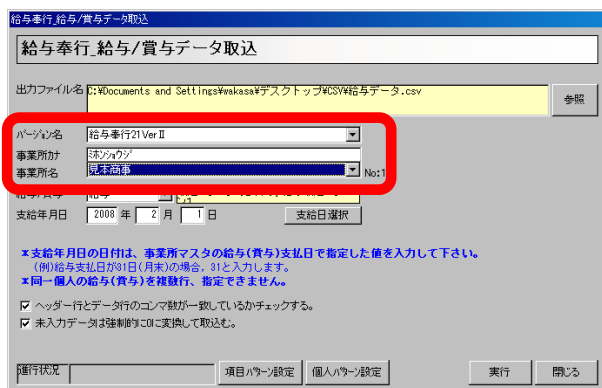 給与奉行_給与/賞与データ取込
給与奉行_給与/賞与データ取込
出力ファイル名 C:¥Documents and Settings¥wakasa¥デスクトップ¥CSV¥給与データ.csv 参照
バージョン名 給与奉行21VerⅡ
事業所カナ ミホンショウジ
事業所名 見本商事 No:1
給与/賞与 給与
支給年月日 2008 年 2 月 1 日 支給日選択
*支給年月日の日付は、事業所マスタの給与(賞与)支払日で指定した値を入力して下さい。
(例)給与支払日が31日(月末)の場合, 31と入力します。
*同一個人の給与(賞与)を複数行、指定できません。
ヘッダー行とデータ行のコンマ数が一致しているかチェックする。
未入力データは強制的に0に変換して取込む。
進行状況 項目パターン設定 個人パターン設定 実行 閉じる